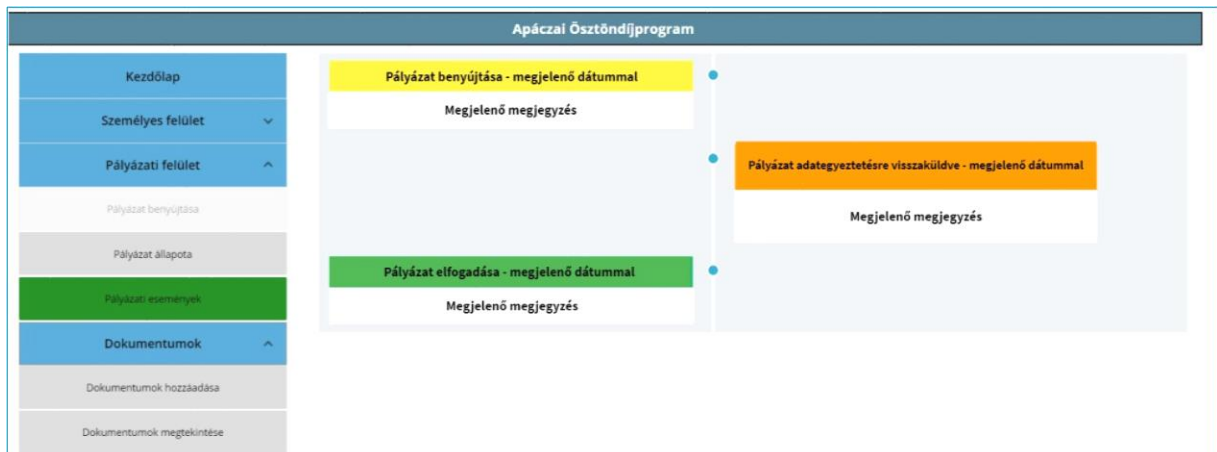 Apáczai Ösztöndíjprogram
Kezdőlap
Személyes felület
Pályázati felület
Pályázat benyújtása
Pályázat állapota
Pályázati események
Dokumentumok
Dokumentumok hozzáadása
Dokumentumok megtekintése
Pályázat benyújtása - megjelenő dátummal
Megjelenő megjegyzés
Pályázat adategyeztetésre visszaküldve - megjelenő dátummal
Megjelenő megjegyzés
Pályázat elfogadása - megjelenő dátummal
Megjelenő megjegyzés